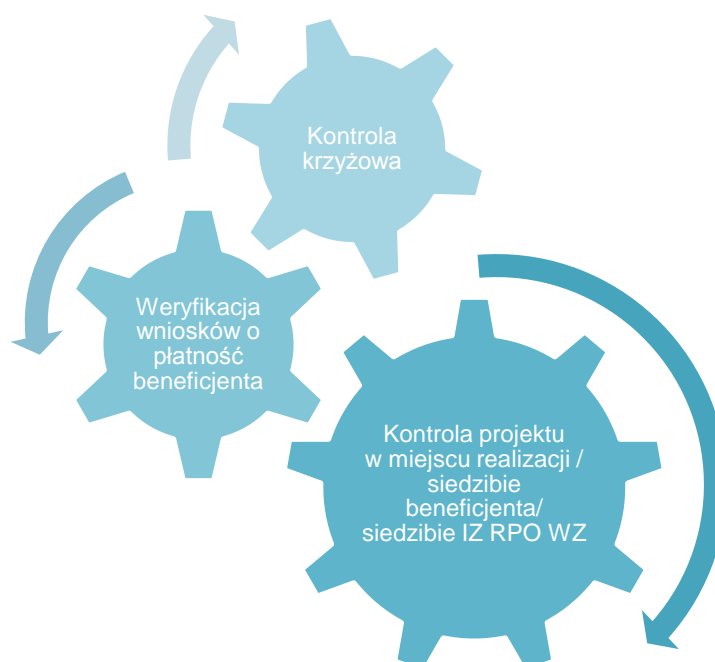 Kontrola
krzyżowa
Weryfikacja
wniosków o
płatność
beneficjenta
Kontrola projektu
w miejscu realizacji /
siedzibie
beneficjenta/
siedzibie IZ RPO WZ